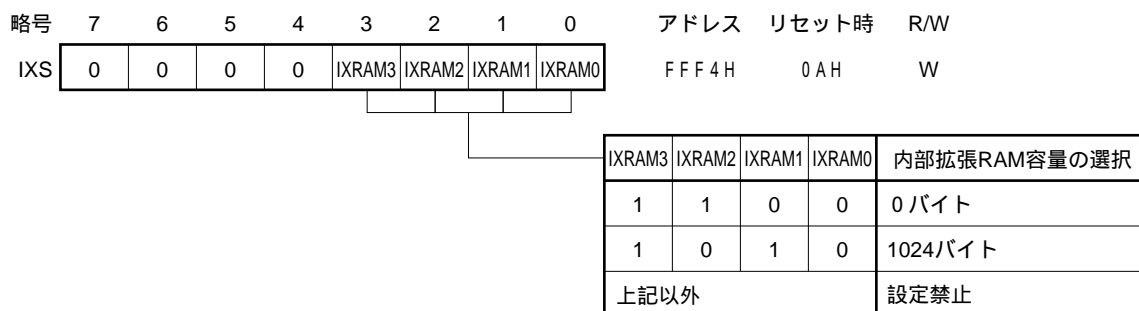 略号 7 6 5 4 3 2 1 0 アドレス リセット時 R/W
IXS 0 0 0 0 IXRAM3 IXRAM2 IXRAM1 IXRAM0 FFF4H 0AH W
IXRAM3 IXRAM2 IXRAM1 IXRAM0 内部拡張RAM容量の選択
1 1 0 0 0バイト
1 0 1 0 1024バイト
上記以外 設定禁止